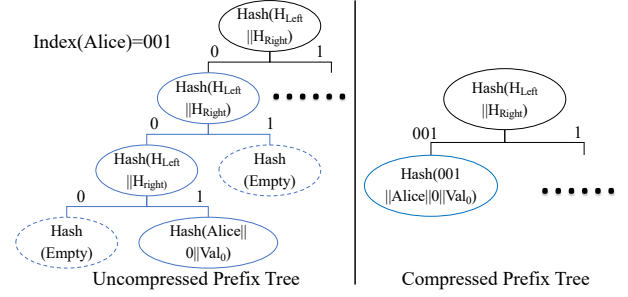 Index(Alice)=001
Hash(H_Left
||H_Right)
0
1
Hash(H_Left
||H_Right)
0
1
Hash(H_Left
||H_right)
Hash
(Empty)
0
1
Hash
(Empty)
Hash(Alice||
0||Val_0)
Uncompressed Prefix Tree
Hash(H_Left
||H_Right)
001
1
Hash(001
||Alice||0||Val_0)
Compressed Prefix Tree